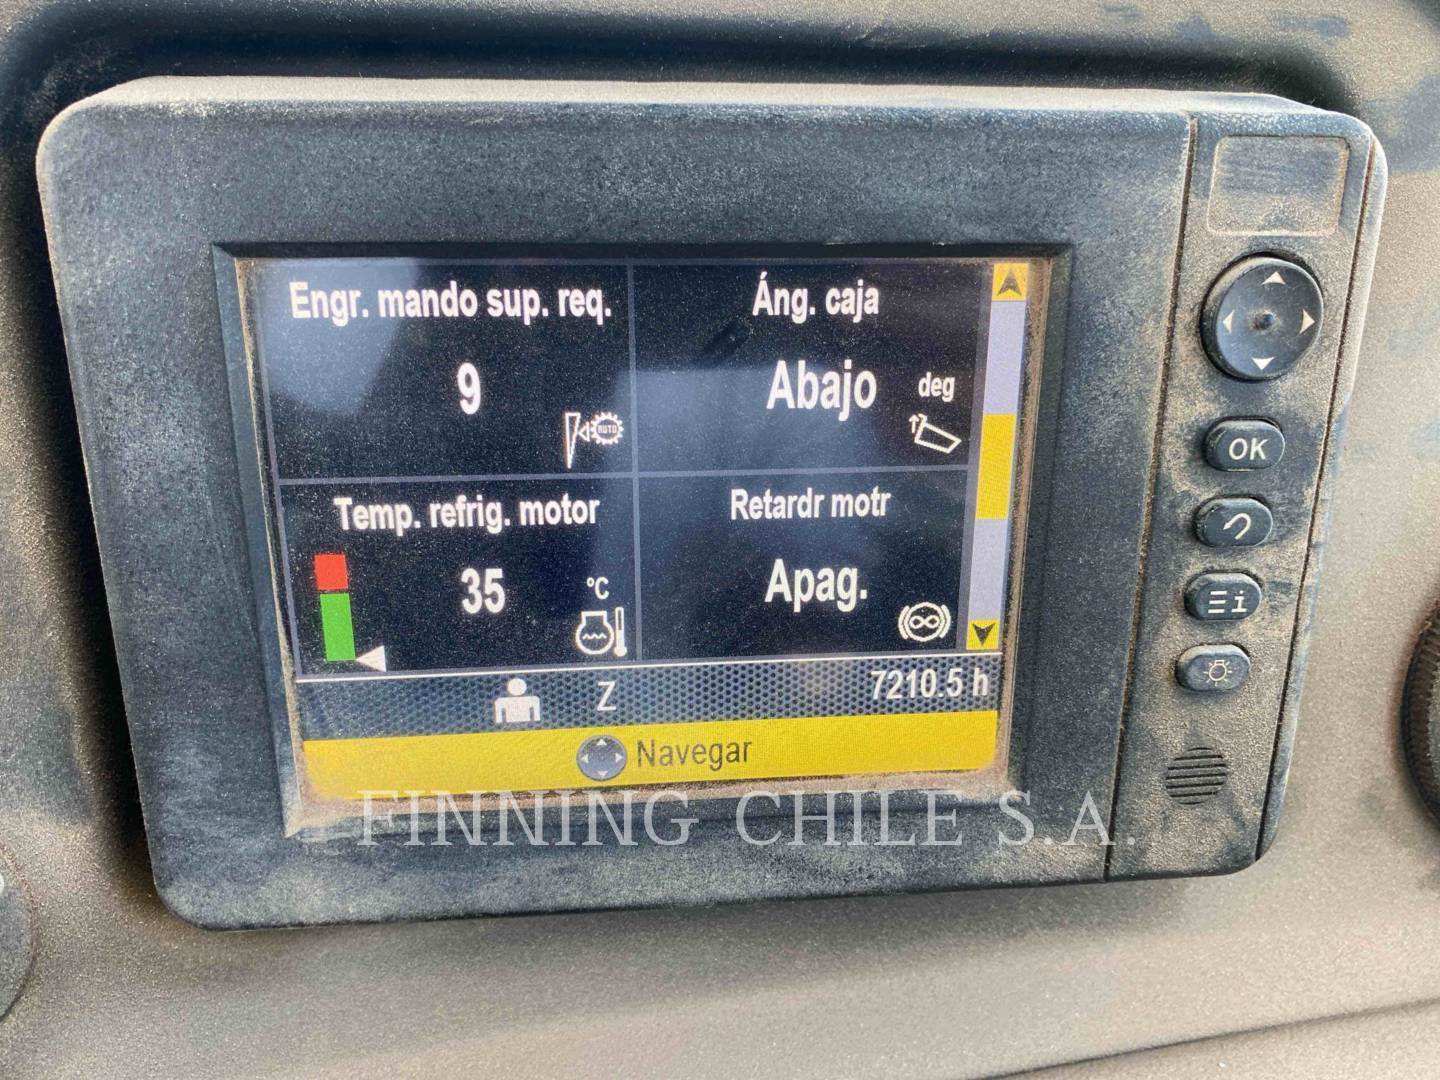 Engr. mando sup. req.
9
AUTO
Áng. caja
Abajo deg
Temp. refrig. motor
35 °C
Retardr motr
Apag.
Z 7210.5 h
Navegar
OK
i
FINNING CHILE S.A.